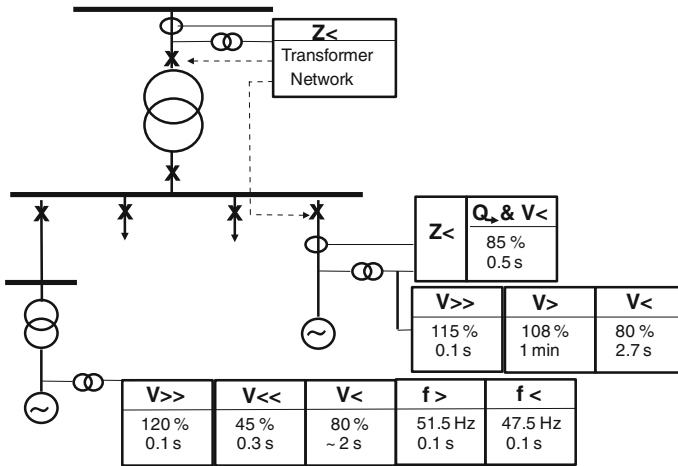 Z<
Transformer
Network
Z<
Q→ & V<
85 %
0.5 s
V>> V> V<
115 % 108% 80 %
0.1 s 1 min 2.7 s
~
V>> V<< V< f > f <
120 % 45 % 80 % 51.5 Hz 47.5 Hz
0.1 s 0.3 s ~ 2 s 0.1 s 0.1 s
~